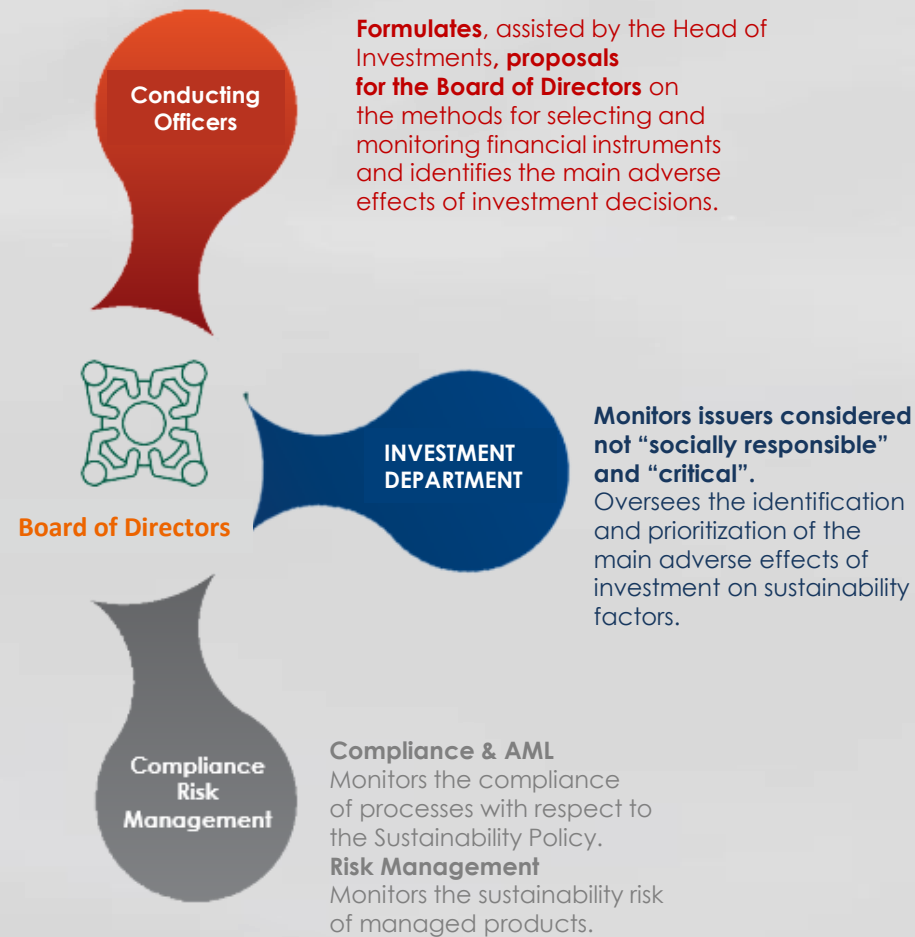 Conducting
Officers
Formulates, assisted by the Head of
Investments, proposals
for the Board of Directors on
the methods for selecting and
monitoring financial instruments
and identifies the main adverse
effects of investment decisions.
Board of Directors
INVESTMENT
DEPARTMENT
Monitors issuers considered
not “socially responsible”
and “critical”.
Oversees the identification
and prioritization of the
main adverse effects of
investment on sustainability
factors.
Compliance
Risk
Management
Compliance & AML
Monitors the compliance
of processes with respect to
the Sustainability Policy.
Risk Management
Monitors the sustainability risk
of managed products.